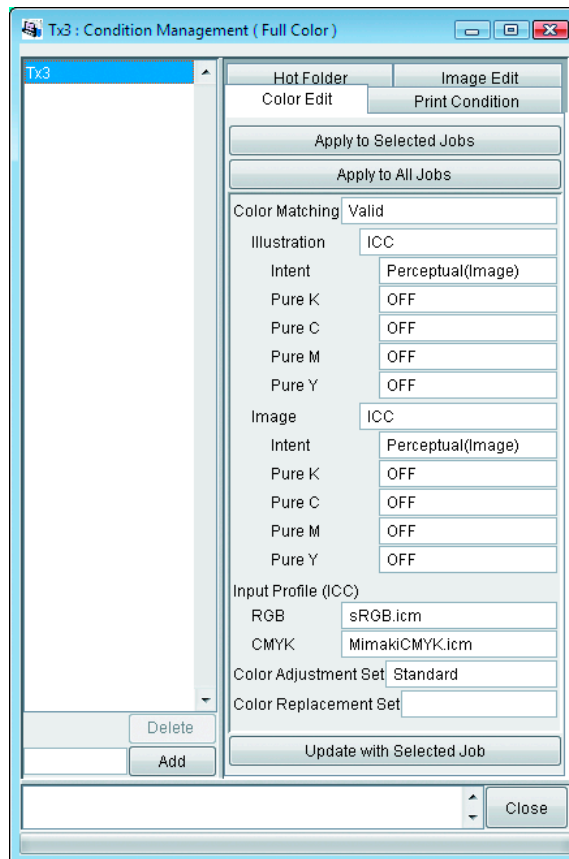 Tx3 : Condition Management ( Full Color )
Tx3
Hot Folder Image Edit
Color Edit Print Condition
Apply to Selected Jobs
Apply to All Jobs
Color Matching Valid
Illustration ICC
Intent Perceptual(Image)
Pure K OFF
Pure C OFF
Pure M OFF
Pure Y OFF
Image ICC
Intent Perceptual(Image)
Pure K OFF
Pure C OFF
Pure M OFF
Pure Y OFF
Input Profile (ICC)
RGB sRGB.icm
CMYK MimakiCMYK.icm
Color Adjustment Set Standard
Color Replacement Set
Delete
Add
Update with Selected Job
Close